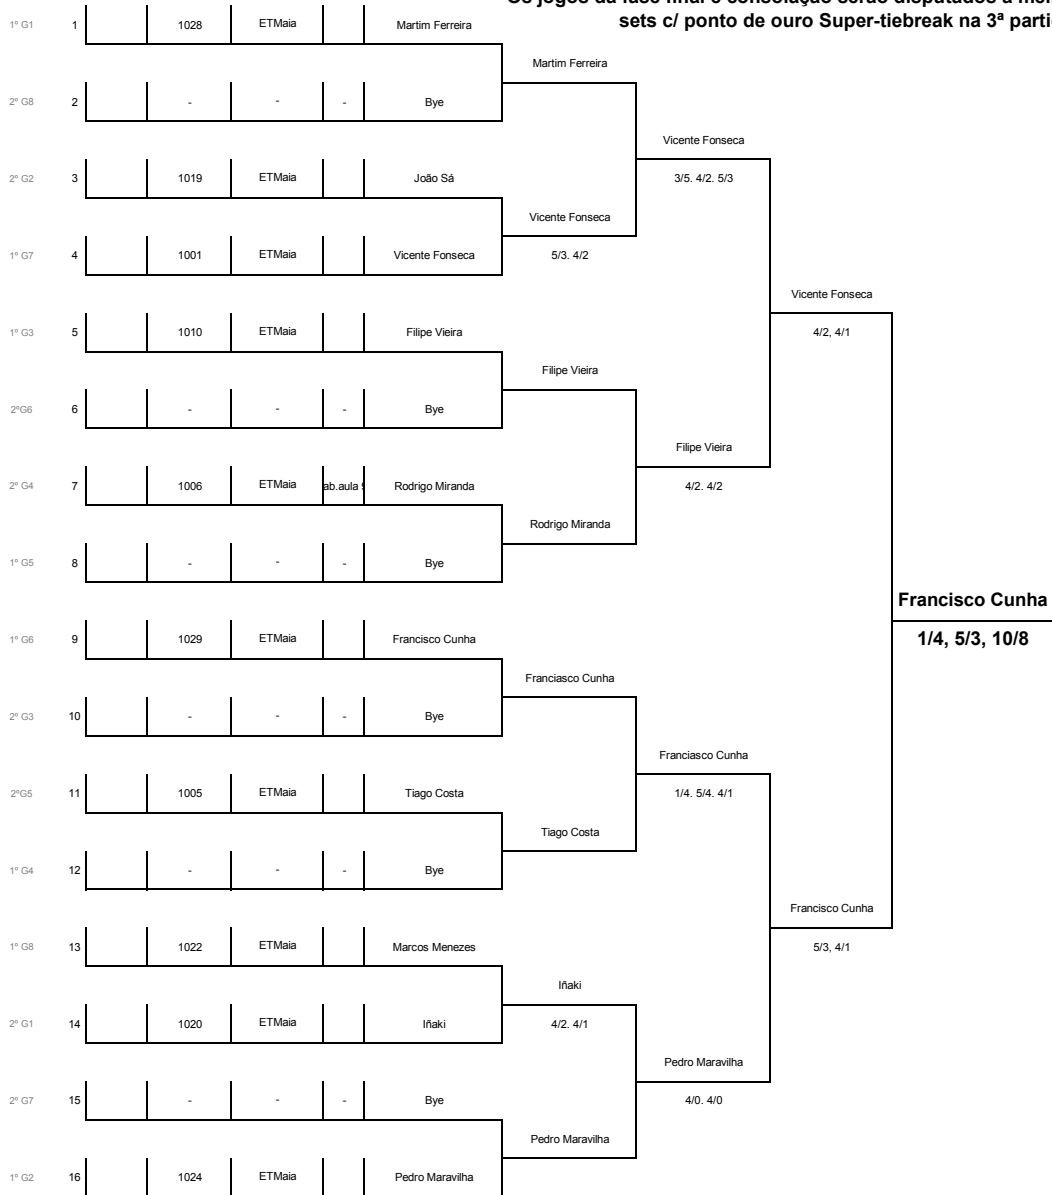 Os jogos da fase final e consolação serão disputados à
sets c/ ponto de ouro Super-tiebreak na 3ª
1º G1 1 1028 ETMaia Martim Ferreira
Martim Ferreira
2º G8 2 - - - Bye
Vicente Fonseca
2º G2 3 1019 ETMaia João Sá 3/5. 4/2. 5/3
Vicente Fonseca
1º G7 4 1001 ETMaia Vicente Fonseca 5/3. 4/2
Vicente Fonseca
1º G3 5 1010 ETMaia Filipe Vieira 4/2, 4/1
Filipe Vieira
2ºG6 6 - - - Bye
Filipe Vieira
2º G4 7 1006 ETMaia ab.aula Rodrigo Miranda 4/2. 4/2
Rodrigo Miranda
1º G5 8 - - - Bye
Francisco Cunha
1º G6 9 1029 ETMaia Francisco Cunha 1/4, 5/3, 10/8
Franciasco Cunha
2º G3 10 - - - Bye
Franciasco Cunha
2ºG5 11 1005 ETMaia Tiago Costa 1/4. 5/4. 4/1
Tiago Costa
1º G4 12 - - - Bye
Francisco Cunha
1º G8 13 1022 ETMaia Marcos Menezes 5/3, 4/1
Iñaki
2º G1 14 1020 ETMaia Iñaki 4/2. 4/1
Pedro Maravilha
2º G7 15 - - - Bye 4/0. 4/0
Pedro Maravilha
1º G2 16 1024 ETMaia Pedro Maravilha